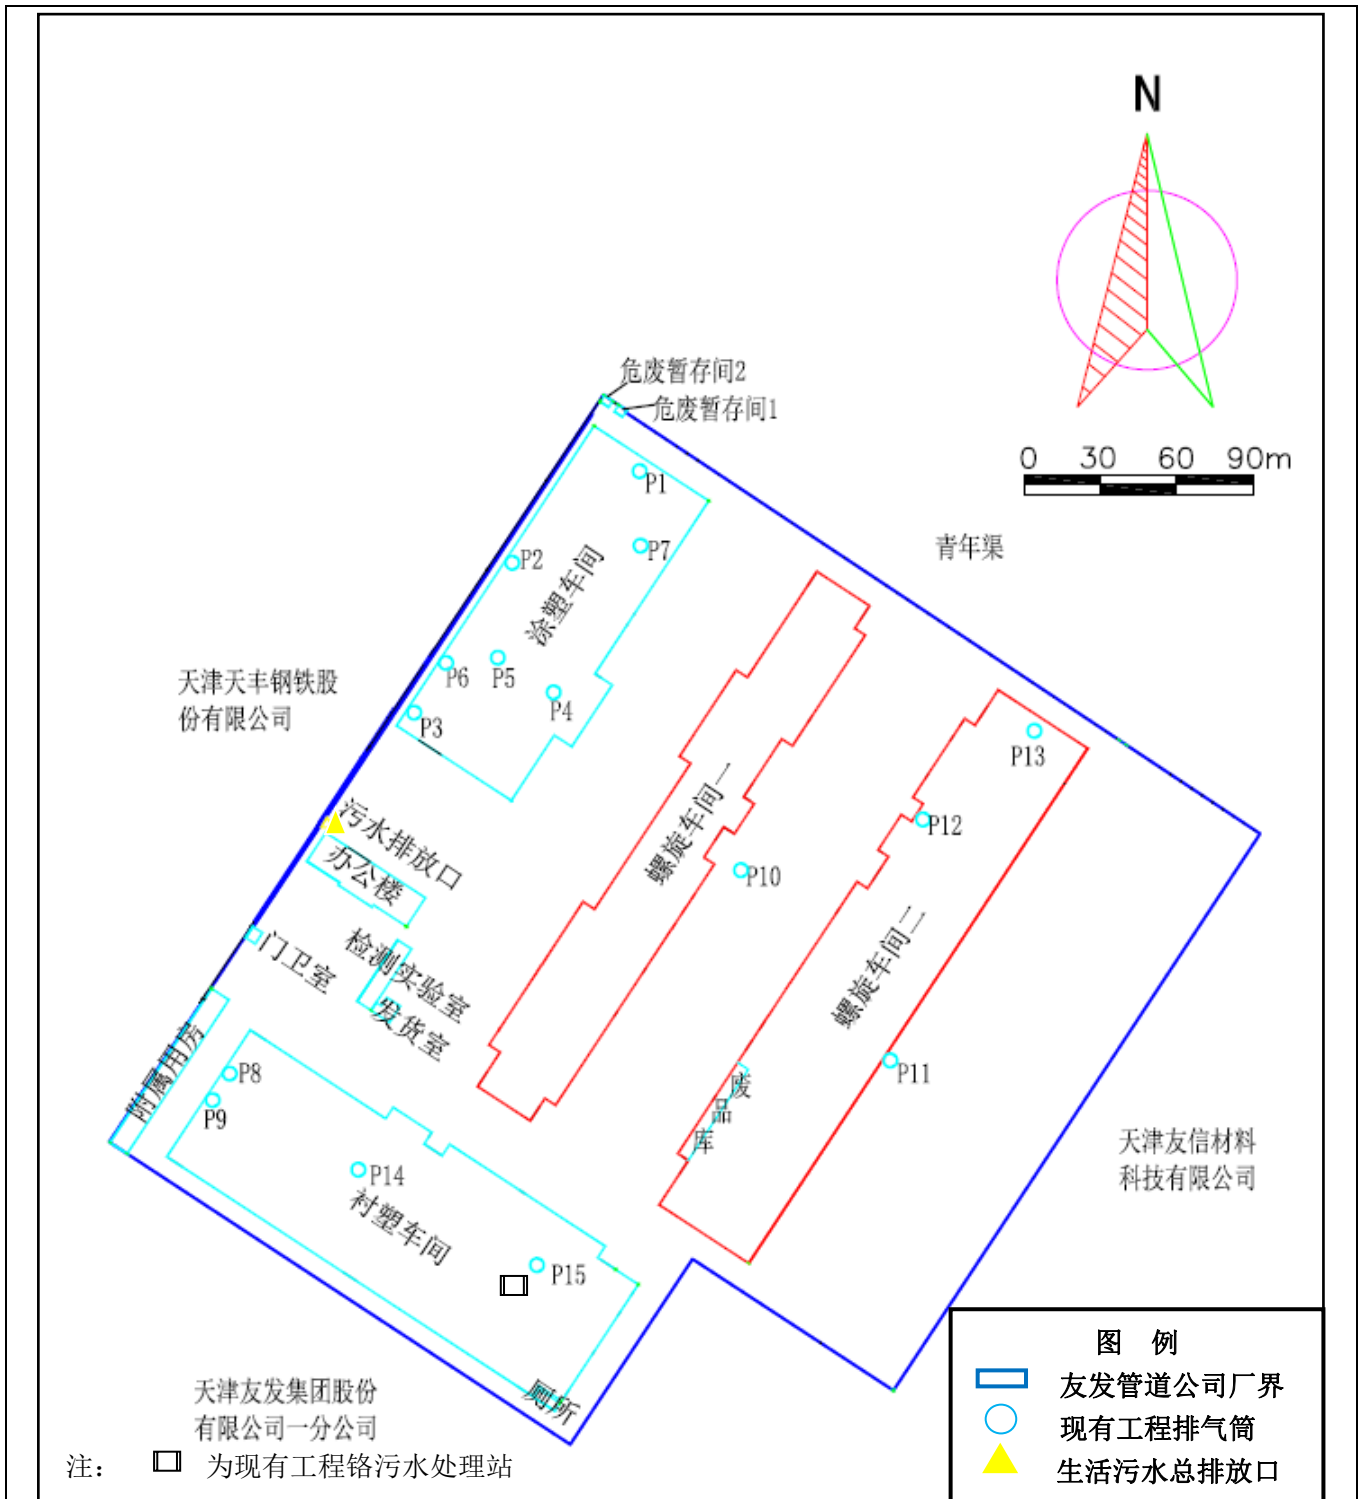 N
危废暂存间2
危废暂存间1
0 30 60 90m
P1
青年渠
P7
P2
涂塑车间
P6
P5
P4
天津天丰钢铁股
份有限公司
P3
P13
污水排放口
螺旋车间一
P12
办公楼
P10
门卫室
检测实验室
发货室
螺旋车间二
附属用房
P8
P9
P11
废
品
库
天津友信材料
科技有限公司
P14
衬塑车间
P15
厕所
天津友发集团股份
有限公司一分公司
注： 为现有工程铬污水处理站
图 例
友发管道公司厂界
现有工程排气筒
生活污水总排放口